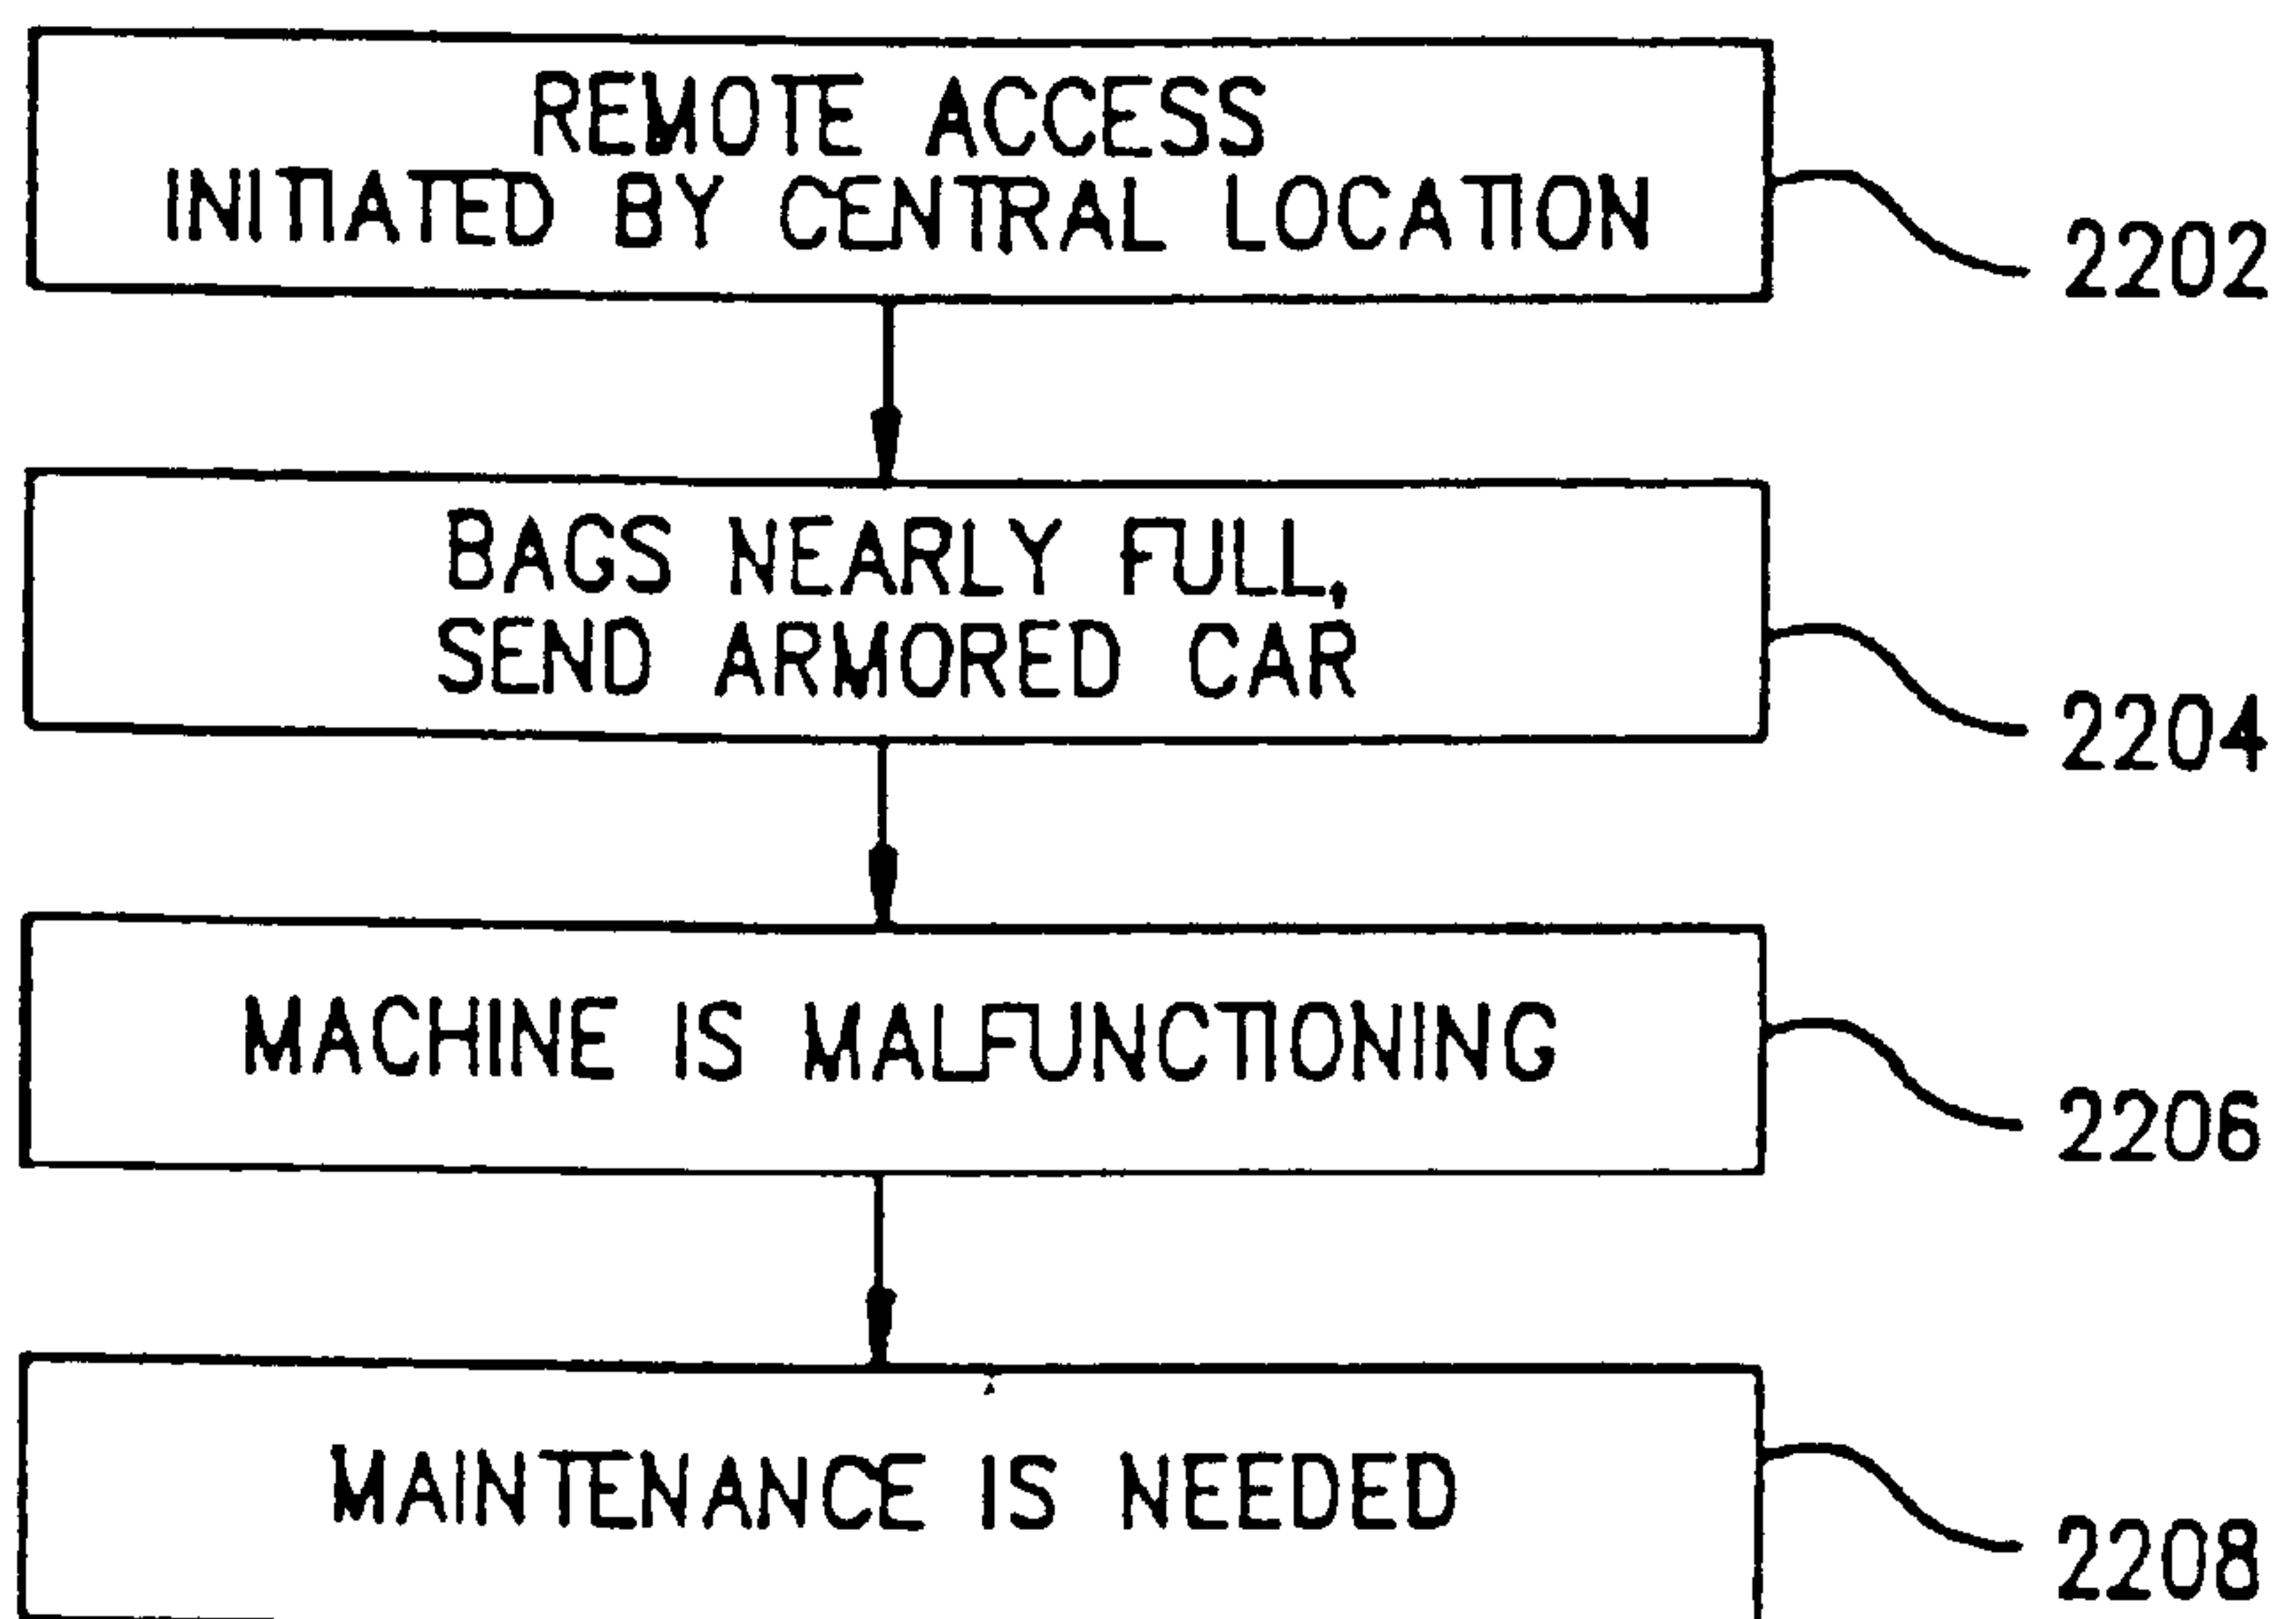 REMOTE ACCESS
INITIATED BY CENTRAL LOCATION
2202
BAGS NEARLY FULL,
SEND ARMORED CAR
2204
MACHINE IS MALFUNCTIONING
2206
MAINTENANCE IS NEEDED
2208